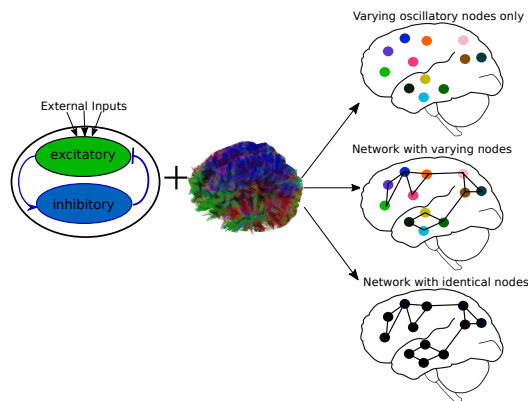 Varying oscillatory nodes only
External Inputs
excitatory
inhibitory
+
Network with varying nodes
Network with identical nodes